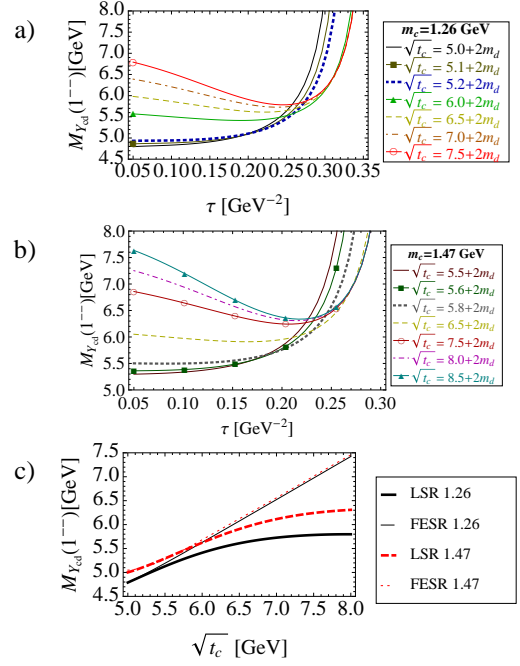 a)
M_{Y_{cd}}(1^{--})[GeV]
8.0
7.5
7.0
6.5
6.0
5.5
5.0
4.5
0.05 0.10 0.15 0.20 0.25 0.30 0.35
τ [GeV^{-2}]
m_c=1.26 GeV
√t_c = 5.0+2m_d
√t_c = 5.1+2m_d
√t_c = 5.2+2m_d
√t_c = 6.0+2m_d
√t_c = 6.5+2m_d
√t_c = 7.0+2m_d
√t_c = 7.5+2m_d
b)
M_{Y_{cd}}(1^{--})[GeV]
8.0
7.5
7.0
6.5
6.0
5.5
5.0
0.05 0.10 0.15 0.20 0.25 0.30
τ [GeV^{-2}]
m_c=1.47 GeV
√t_c = 5.5+2m_d
√t_c = 5.6+2m_d
√t_c = 5.8+2m_d
√t_c = 6.5+2m_d
√t_c = 7.5+2m_d
√t_c = 8.0+2m_d
√t_c = 8.5+2m_d
c)
M_{Y_{cd}}(1^{--})[GeV]
7.5
7.0
6.5
6.0
5.5
5.0
4.5
5.0 5.5 6.0 6.5 7.0 7.5 8.0
√t_c [GeV]
LSR 1.26
FESR 1.26
LSR 1.47
FESR 1.47